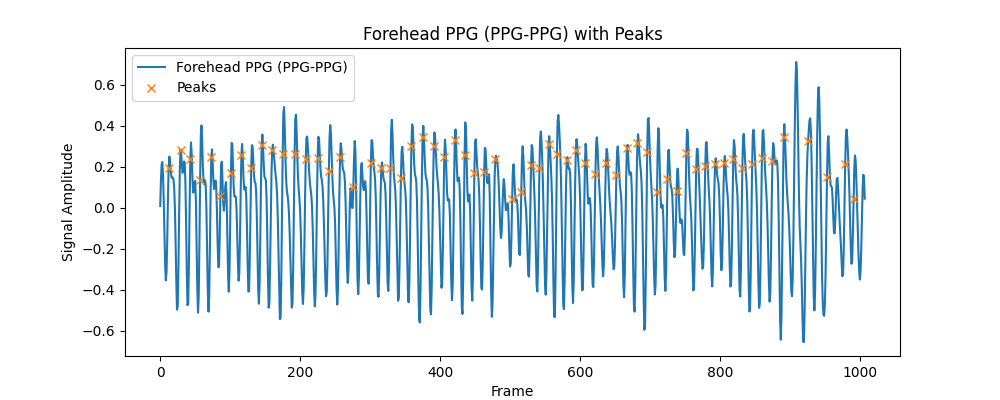 Forehead PPG (PPG-PPG) with Peaks
Forehead PPG (PPG-PPG)
Peaks
Signal Amplitude
0.6
0.4
0.2
0.0
−0.2
−0.4
−0.6
0 200 400 600 800 1000
Frame